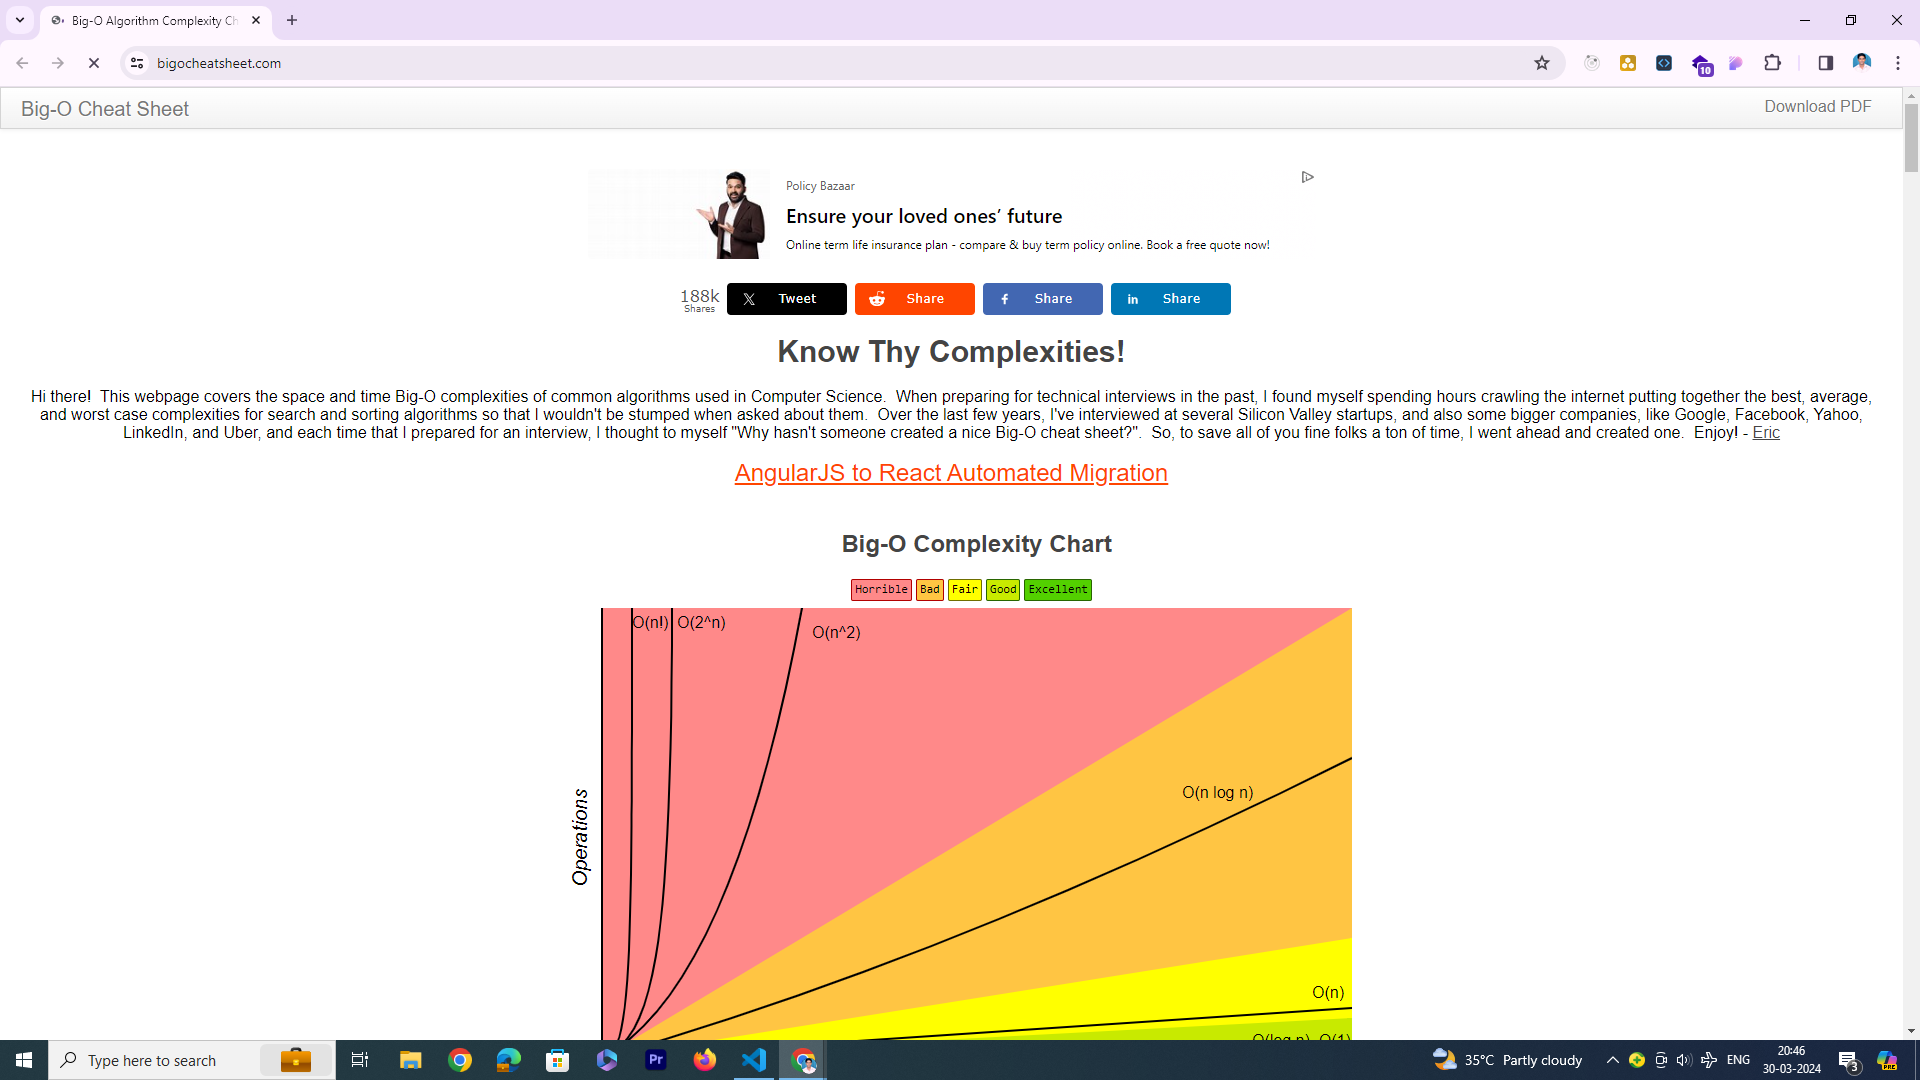 Big-O Algorithm Complexity Ch
bigocheatsheet.com
10
Big-O Cheat Sheet
Download PDF
Policy Bazaar
Ensure your loved ones’ future
Online term life insurance plan - compare & buy term policy online. Book a free quote now!
188k
Shares
Tweet
Share
Share
Share
Know Thy Complexities!
Hi there!  This webpage covers the space and time Big-O complexities of common algorithms used in Computer Science.  When preparing for technical interviews in the past, I found myself spending hours crawling the internet putting together the best, average,
and worst case complexities for search and sorting algorithms so that I wouldn't be stumped when asked about them.  Over the last few years, I've interviewed at several Silicon Valley startups, and also some bigger companies, like Google, Facebook, Yahoo,
LinkedIn, and Uber, and each time that I prepared for an interview, I thought to myself "Why hasn't someone created a nice Big-O cheat sheet?".  So, to save all of you fine folks a ton of time, I went ahead and created one.  Enjoy! - Eric
AngularJS to React Automated Migration
Big-O Complexity Chart
Horrible Bad Fair Good Excellent
O(n!) O(2^n)
O(n^2)
O(n log n)
Operations
O(n)
O(log n), O(1)
Type here to search
Pr
35°C Partly cloudy
ENG
20:46
30-03-2024
3
PRE